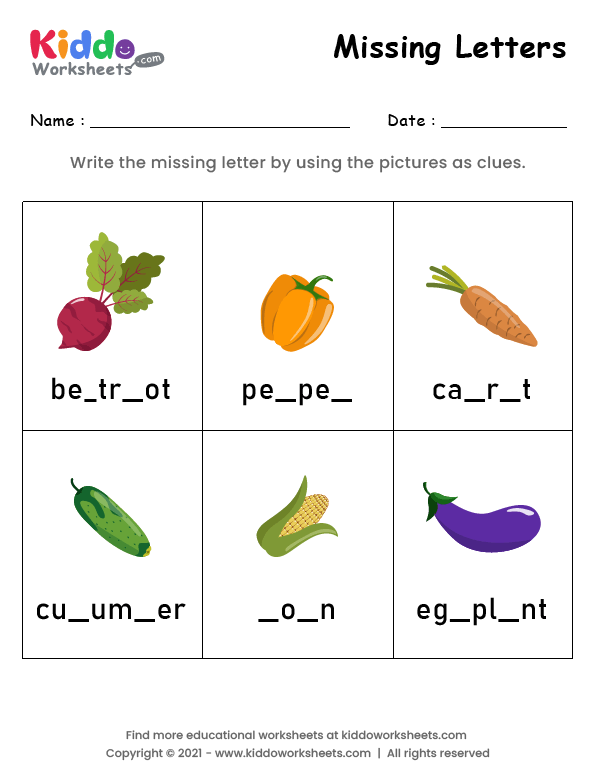 Kiddo
Worksheets.com
Missing Letters
Name : ______________ Date : ______________
Write the missing letter by using the pictures as clues.
be_tr_ot pe_pe_ ca_r_t
cu_um_er _o_n eg_pl_nt
Find more educational worksheets at kiddoworksheets.com
Copyright © 2021 - www.kiddoworksheets.com | All rights reserved